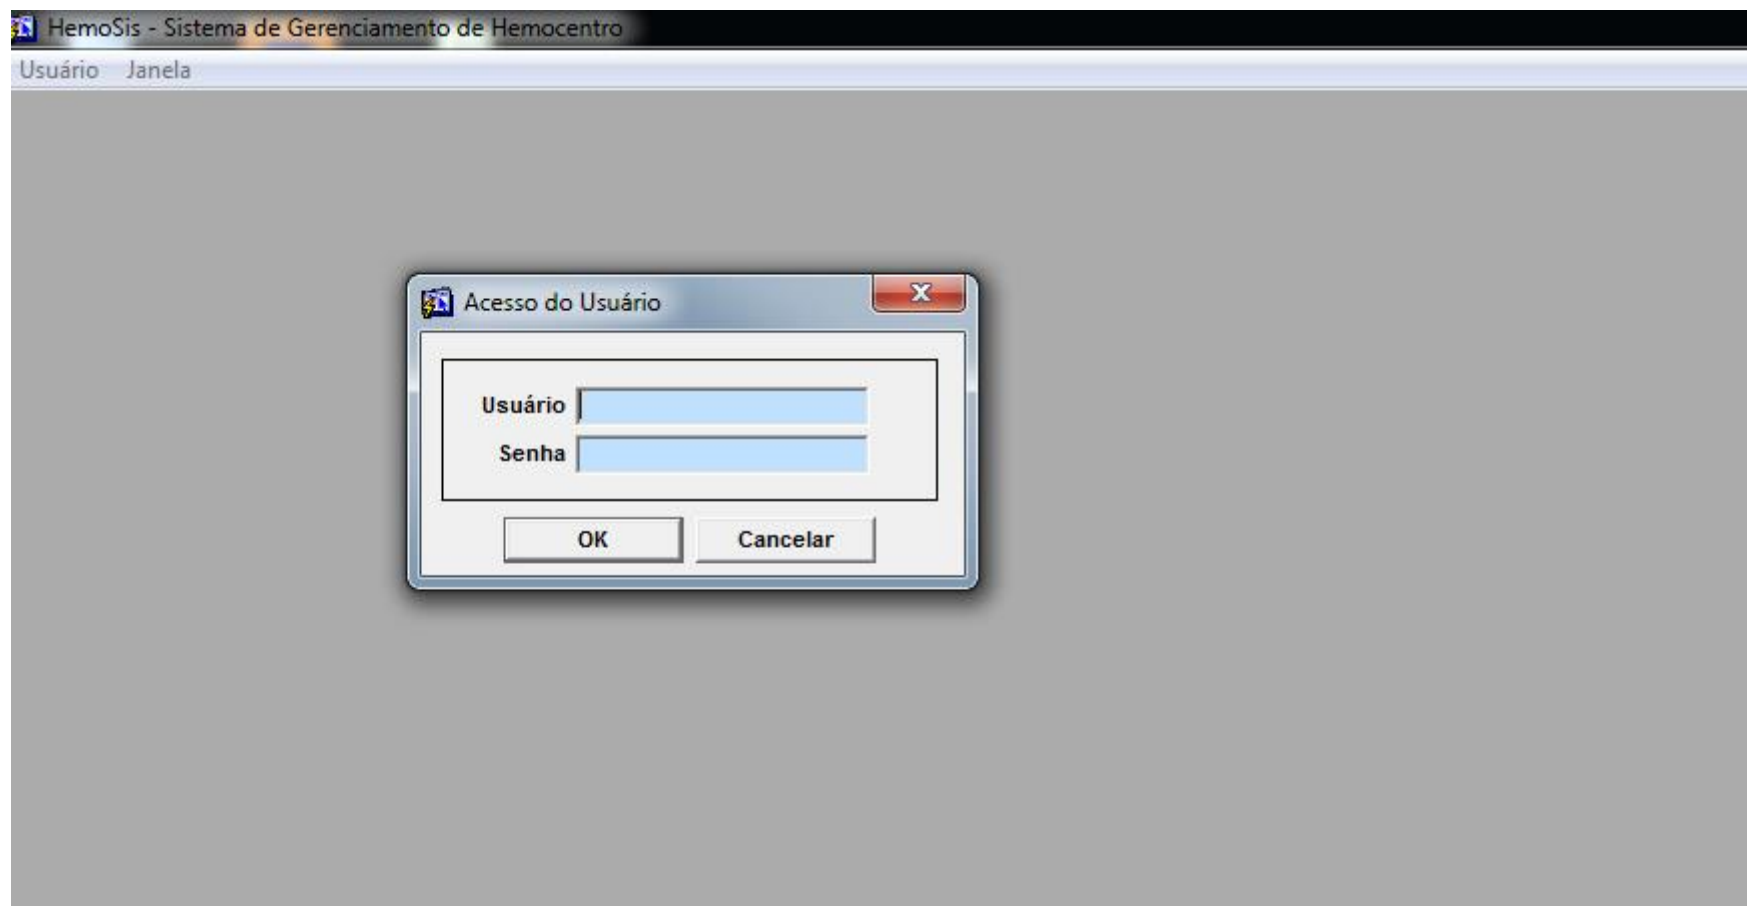 HemoSis - Sistema de Gerenciamento de Hemocentro
Usuário Janela
Acesso do Usuário
Usuário
Senha
OK Cancelar